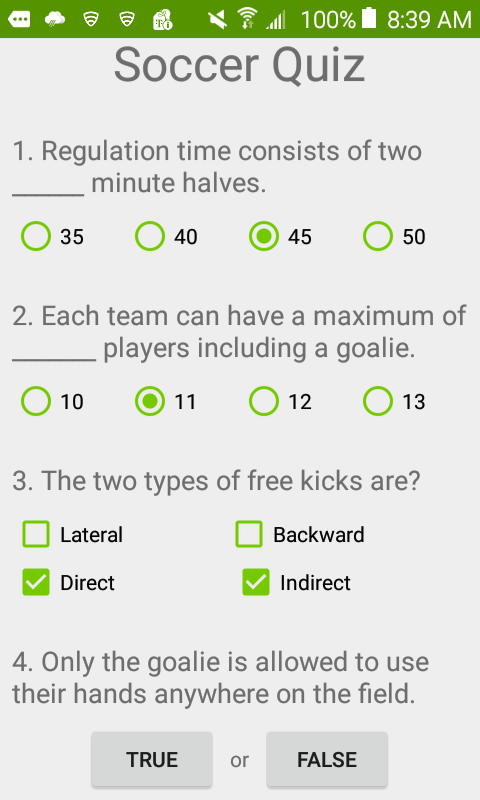 100% 8:39 AM
Soccer Quiz
1. Regulation time consists of two
______ minute halves.
35 40 45 50
2. Each team can have a maximum of
_______ players including a goalie.
10 11 12 13
3. The two types of free kicks are?
Lateral Backward
Direct Indirect
4. Only the goalie is allowed to use
their hands anywhere on the field.
TRUE or FALSE